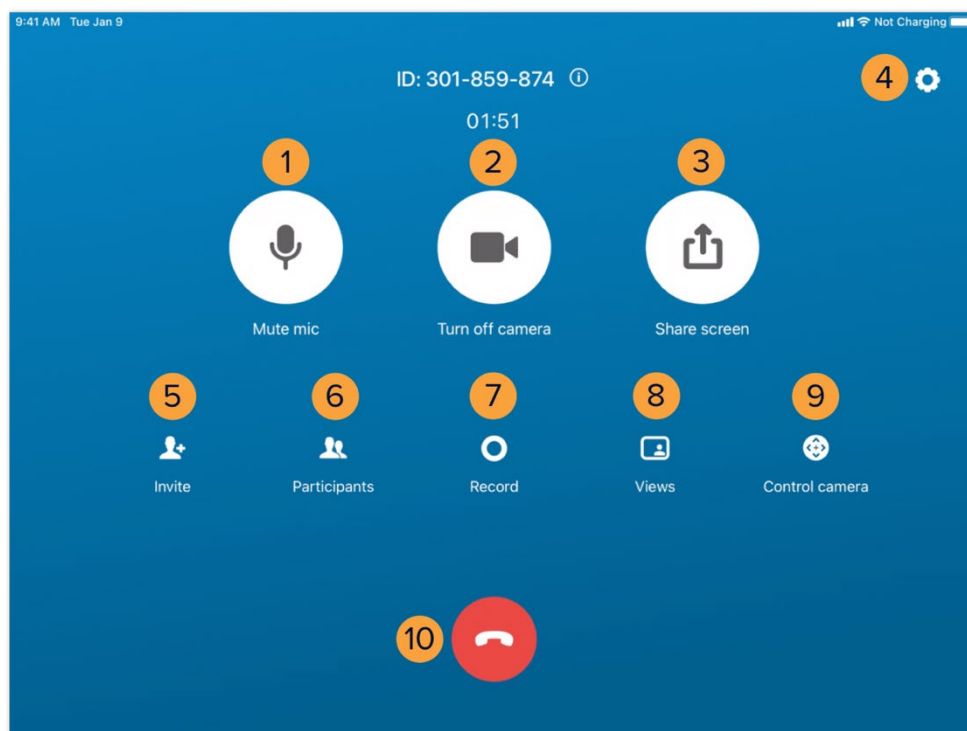 9:41 AM Tue Jan 9 Not Charging
ID: 301-859-874
4
01:51
1 2 3
Mute mic Turn off camera Share screen
5 6 7 8 9
Invite Participants Record Views Control camera
10